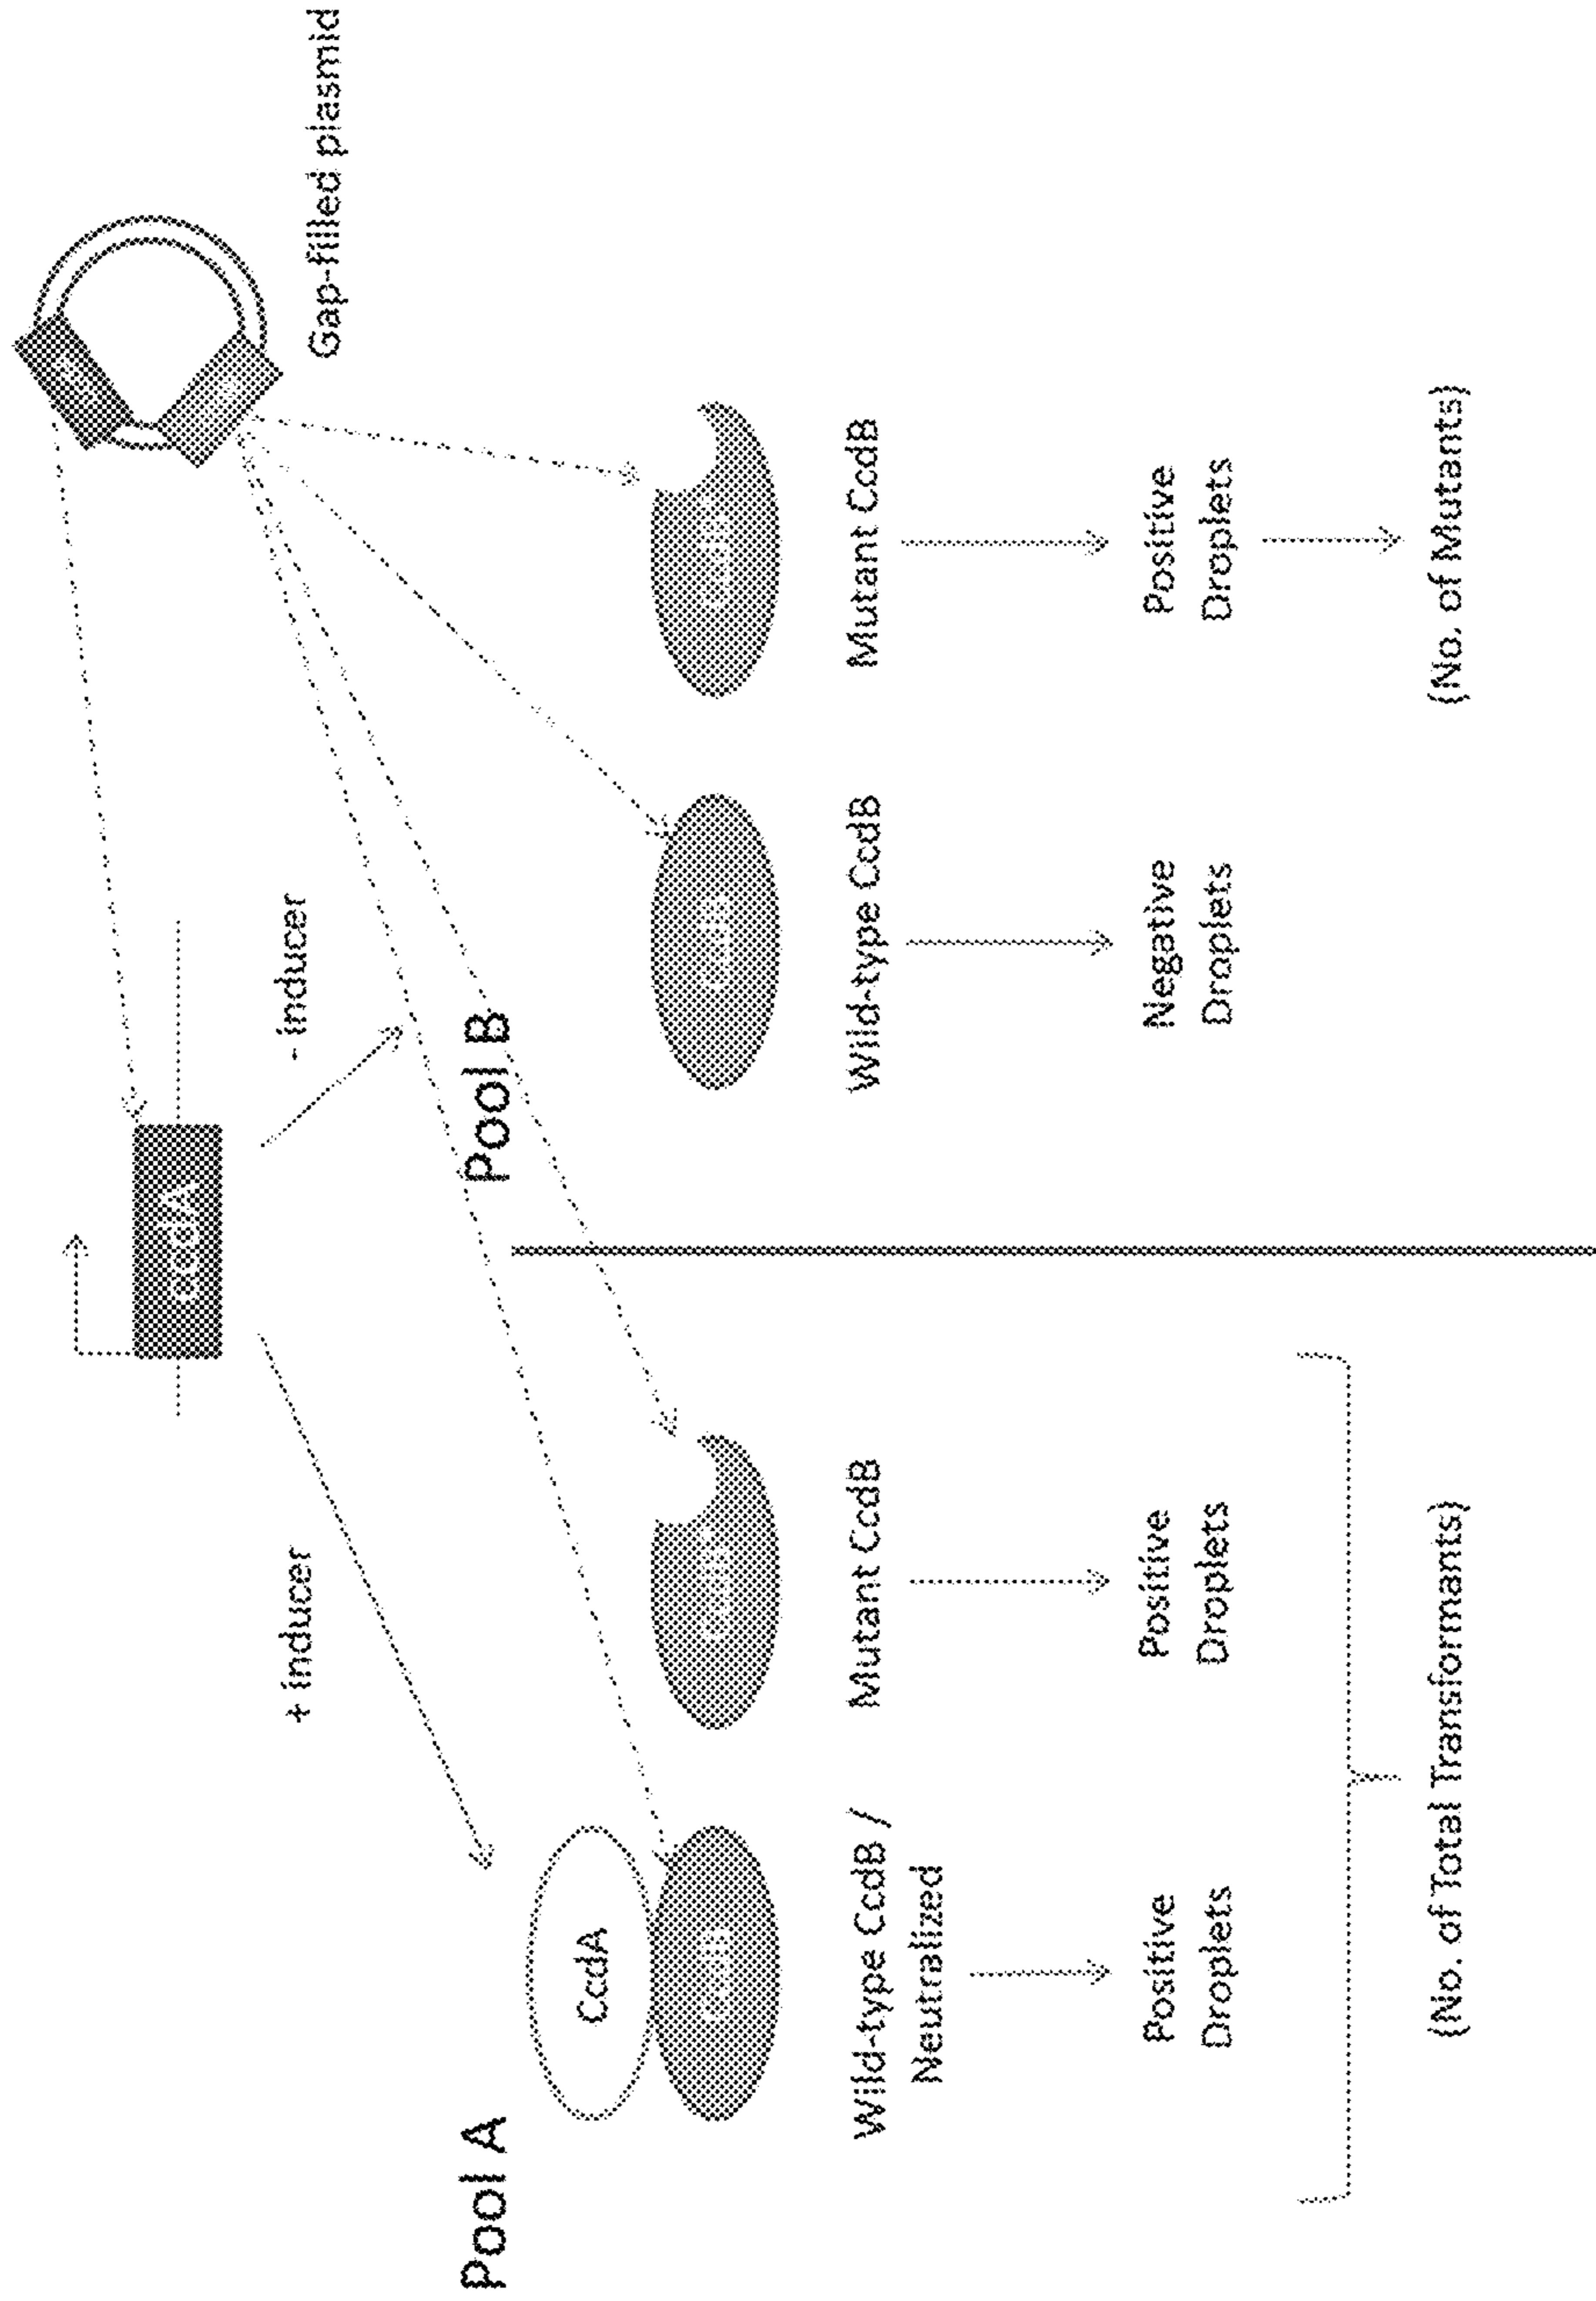 Gap-filled plasmid
ccdA
+ inducer
- inducer
Pool A
Pool B
CcdA
Wild-type CcdB /
Neutralized
Mutant CcdB
Wild-type CcdB
Mutant CcdB
Positive
Droplets
Positive
Droplets
Negative
Droplets
Positive
Droplets
(No. of Total Transformants)
(No. of Mutants)